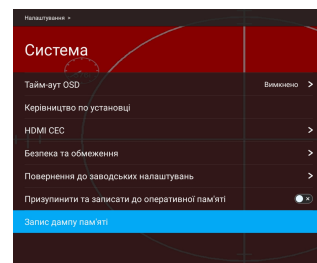 Налаштування »
Система
Тайм-аут OSD Вимкнено >
Керівництво по установці
HDMI CEC >
Безпека та обмеження >
Повернення до заводських налаштувань >
Призупинити та записати до оперативної пам'яті
Запис дампу пам'яті